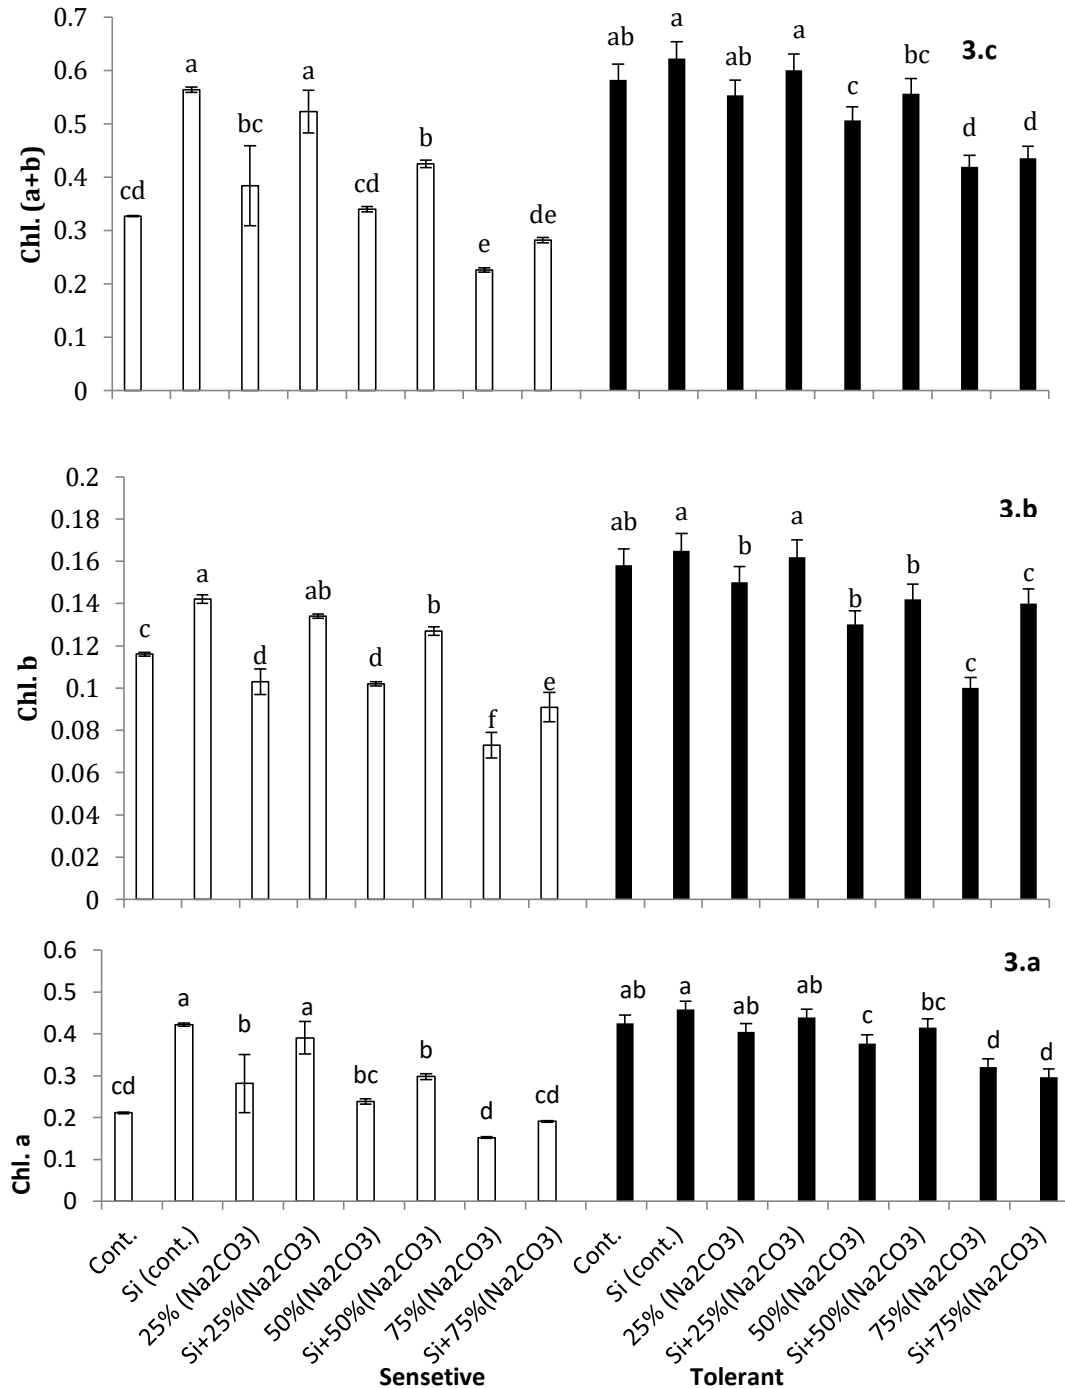 3.c
Chl. (a+b)
0.7
0.6
0.5
0.4
0.3
0.2
0.1
0
cd
a
bc
a
cd
b
e
de
ab
a
ab
a
c
bc
d
d
3.b
Chl. b
0.2
0.18
0.16
0.14
0.12
0.1
0.08
0.06
0.04
0.02
0
c
a
d
ab
d
b
f
e
ab
a
b
a
b
b
c
c
3.a
Chl. a
0.6
0.5
0.4
0.3
0.2
0.1
0
cd
a
b
a
bc
b
d
cd
ab
a
ab
ab
c
bc
d
d
Cont.
Si (cont.)
25% (Na2CO3)
Si+25%(Na2CO3)
50%(Na2CO3)
Si+50%(Na2CO3)
75%(Na2CO3)
Si+75%(Na2CO3)
Cont.
Si (cont.)
25% (Na2CO3)
Si+25%(Na2CO3)
50%(Na2CO3)
Si+50%(Na2CO3)
75%(Na2CO3)
Si+75%(Na2CO3)
Sensetive
Tolerant